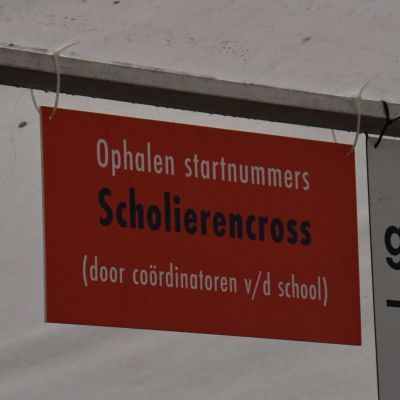 Ophalen startnummers
Scholierencross
(door coördinatoren v/d school)
g